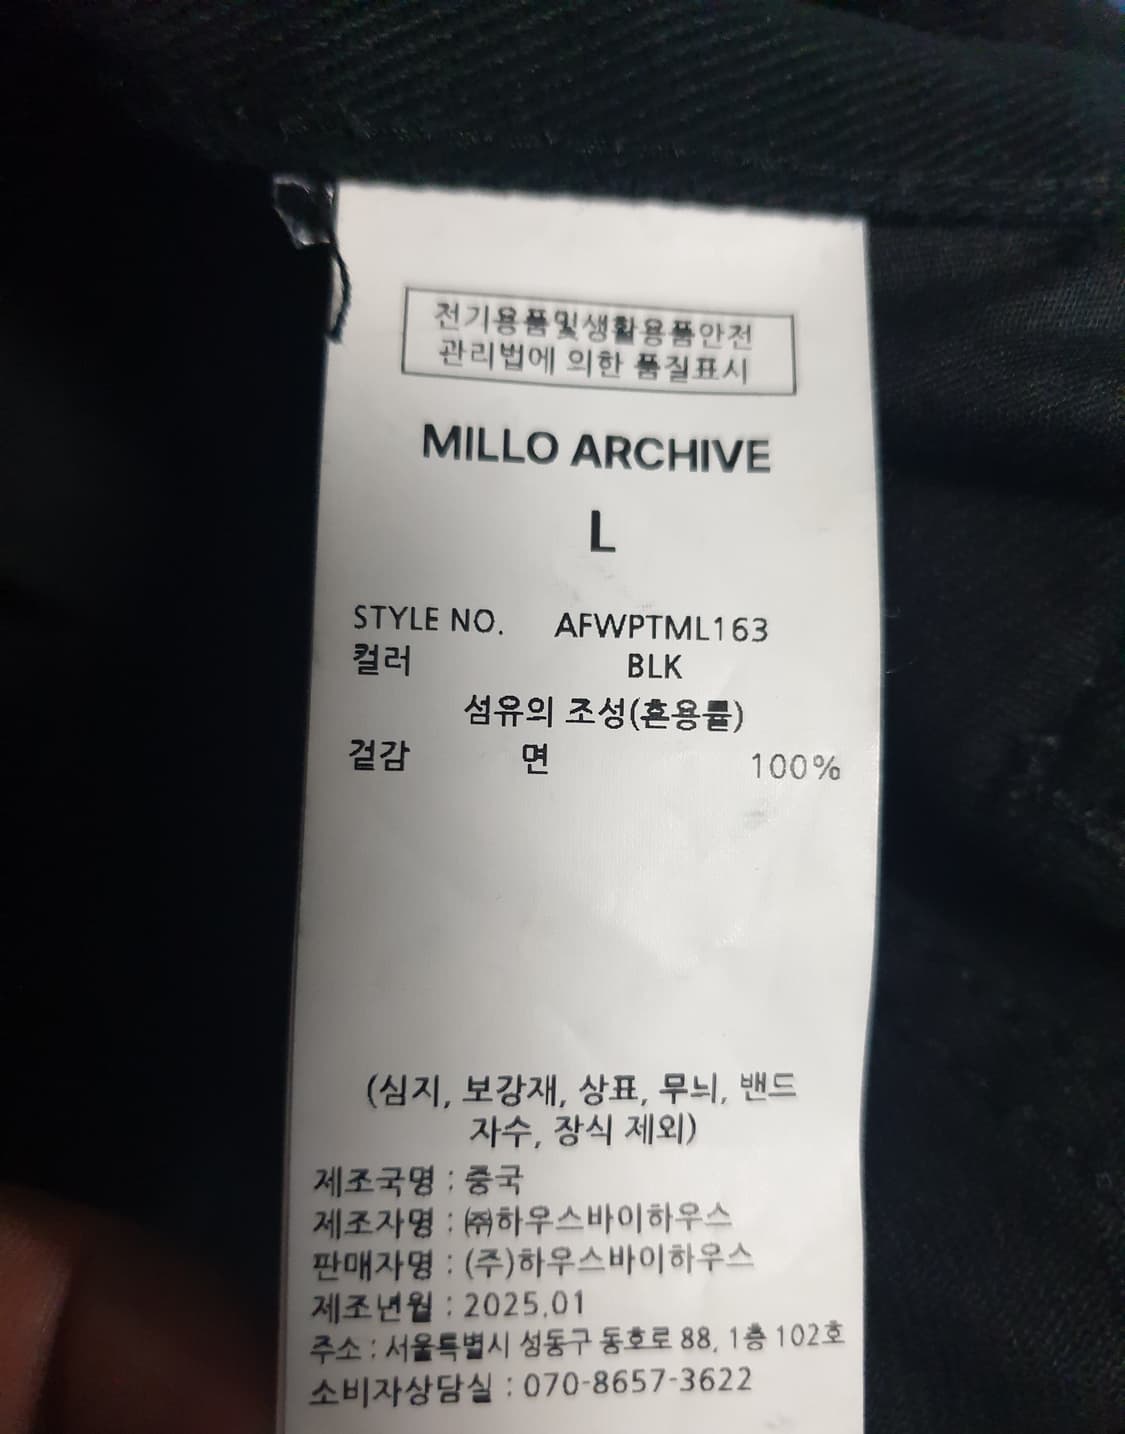 전기용품및생활용품안전
관리법에 의한 품질표시
MILLO ARCHIVE
L
STYLE NO. AFWPTML163
컬러 BLK
섬유의 조성(혼용률)
겉감 면 100%
(심지, 보강재, 상표, 무늬, 밴드
자수, 장식 제외)
제조국명 : 중국
제조자명 : ㈜하우스바이하우스
판매자명 : (주)하우스바이하우스
제조년월 : 2025.01
주소 : 서울특별시 성동구 동호로 88, 1층 102호
소비자상담실 : 070-8657-3622